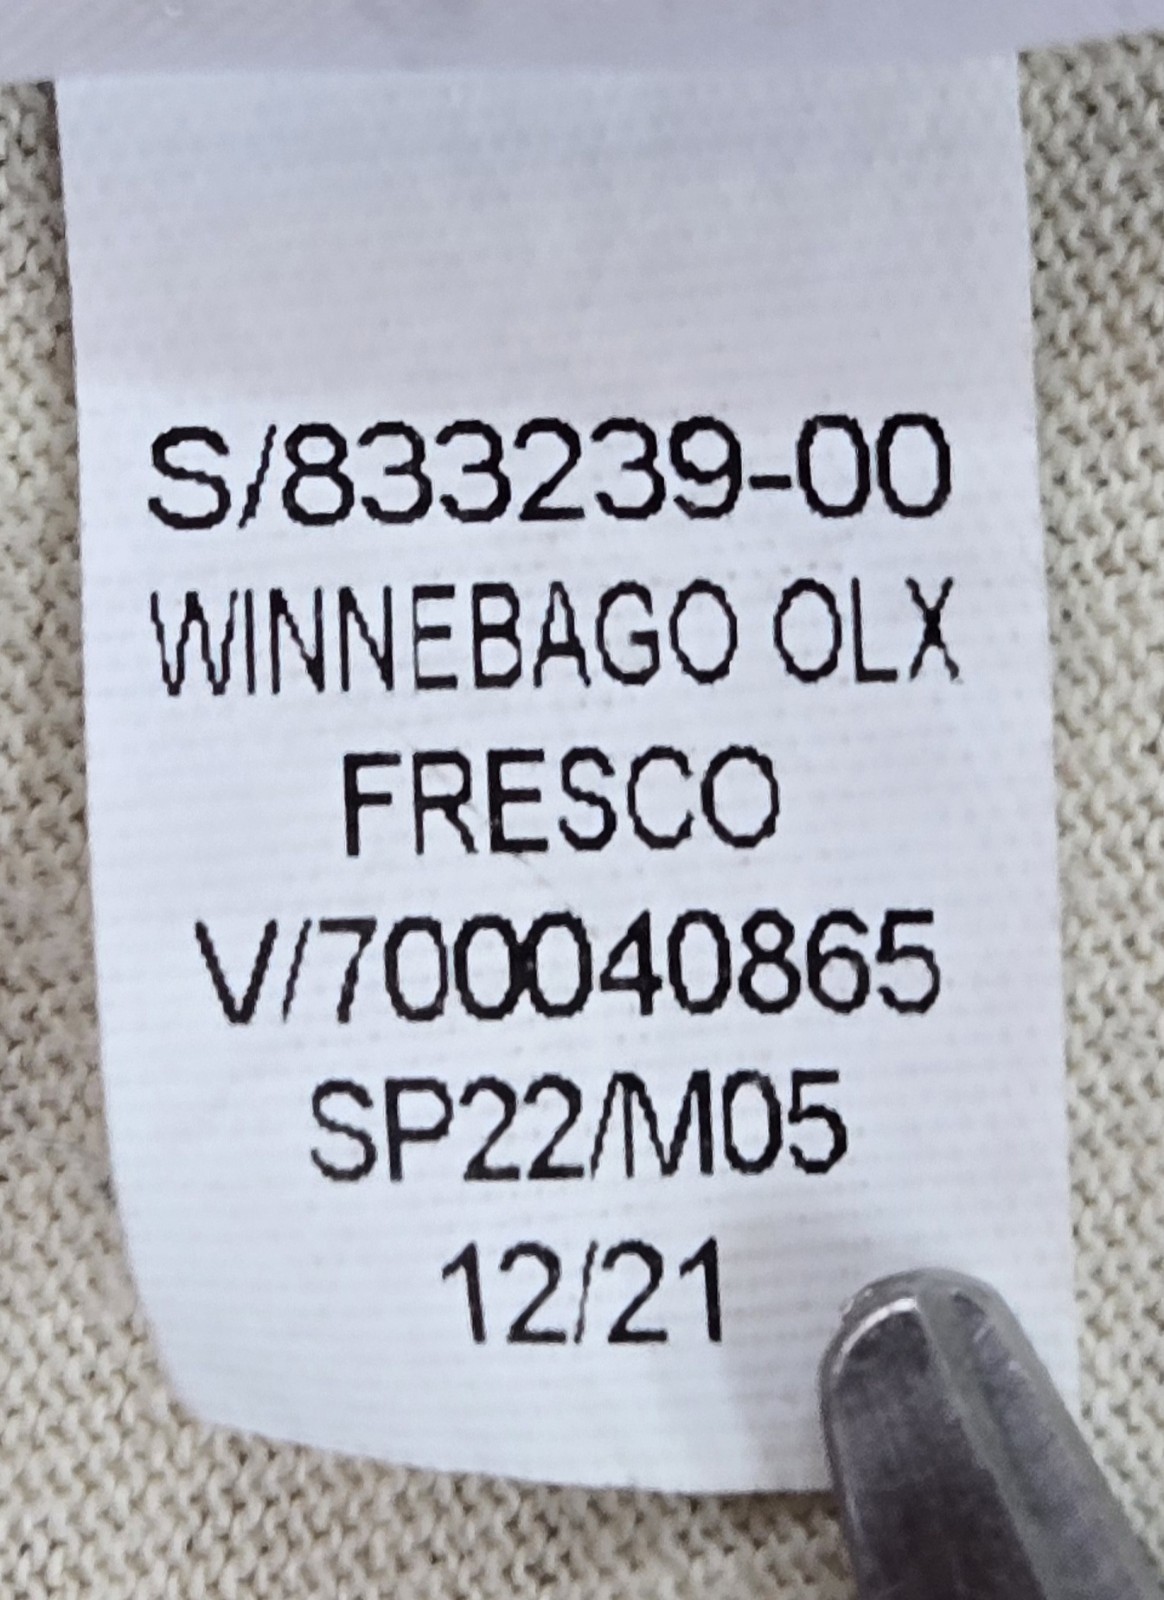 S/833239-00
WINNEBAGO OLX
FRESCO
V/700040865
SP22/M05
12/21